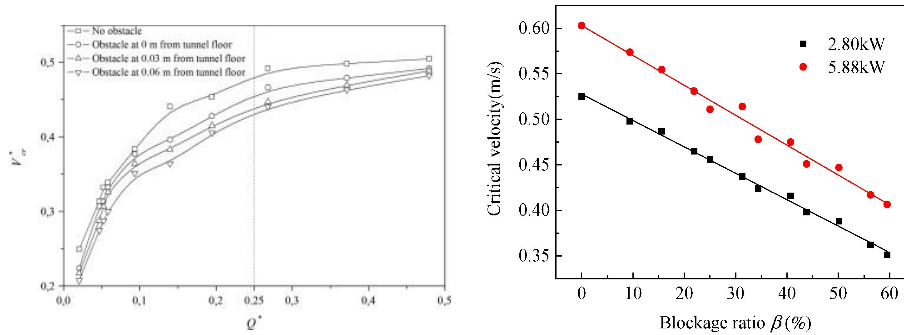 No obstacle
Obstacle at 0 m from tunnel floor
Obstacle at 0.03 m from tunnel floor
Obstacle at 0.06 m from tunnel floor
0,5
0,4
0,3
0,2
0,0
0,1
0,2
0,25
0,3
0,4
0,5
V*cr
Q*
2.80kW
5.88kW
0.60
0.55
0.50
0.45
0.40
0.35
0
10
20
30
40
50
60
Critical velocity(m/s)
Blockage ratio β(%)